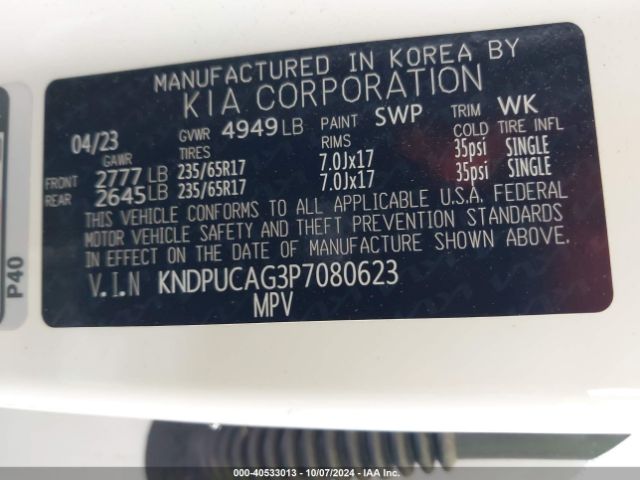 MANUFACTURED IN KOREA BY
KIA CORPORATION
04/23 GVWR 4949 LB PAINT SWP TRIM WK
GAWR TIRES RIMS COLD TIRE INFL
FRONT 2777 LB 235/65R17 7.0Jx17 35psi SINGLE
REAR 2645 LB 235/65R17 7.0Jx17 35psi SINGLE
THIS VEHICLE CONFORMS TO ALL APPLICABLE U.S.A. FEDERAL
MOTOR VEHICLE SAFETY AND THEFT PREVENTION STANDARDS
IN EFFECT ON THE DATE OF MANUFACTURE SHOWN ABOVE.
V.I.N KNDPUCAG3P7080623
MPV
P40
000-40533013 - 10/07/2024 - IAA Inc.